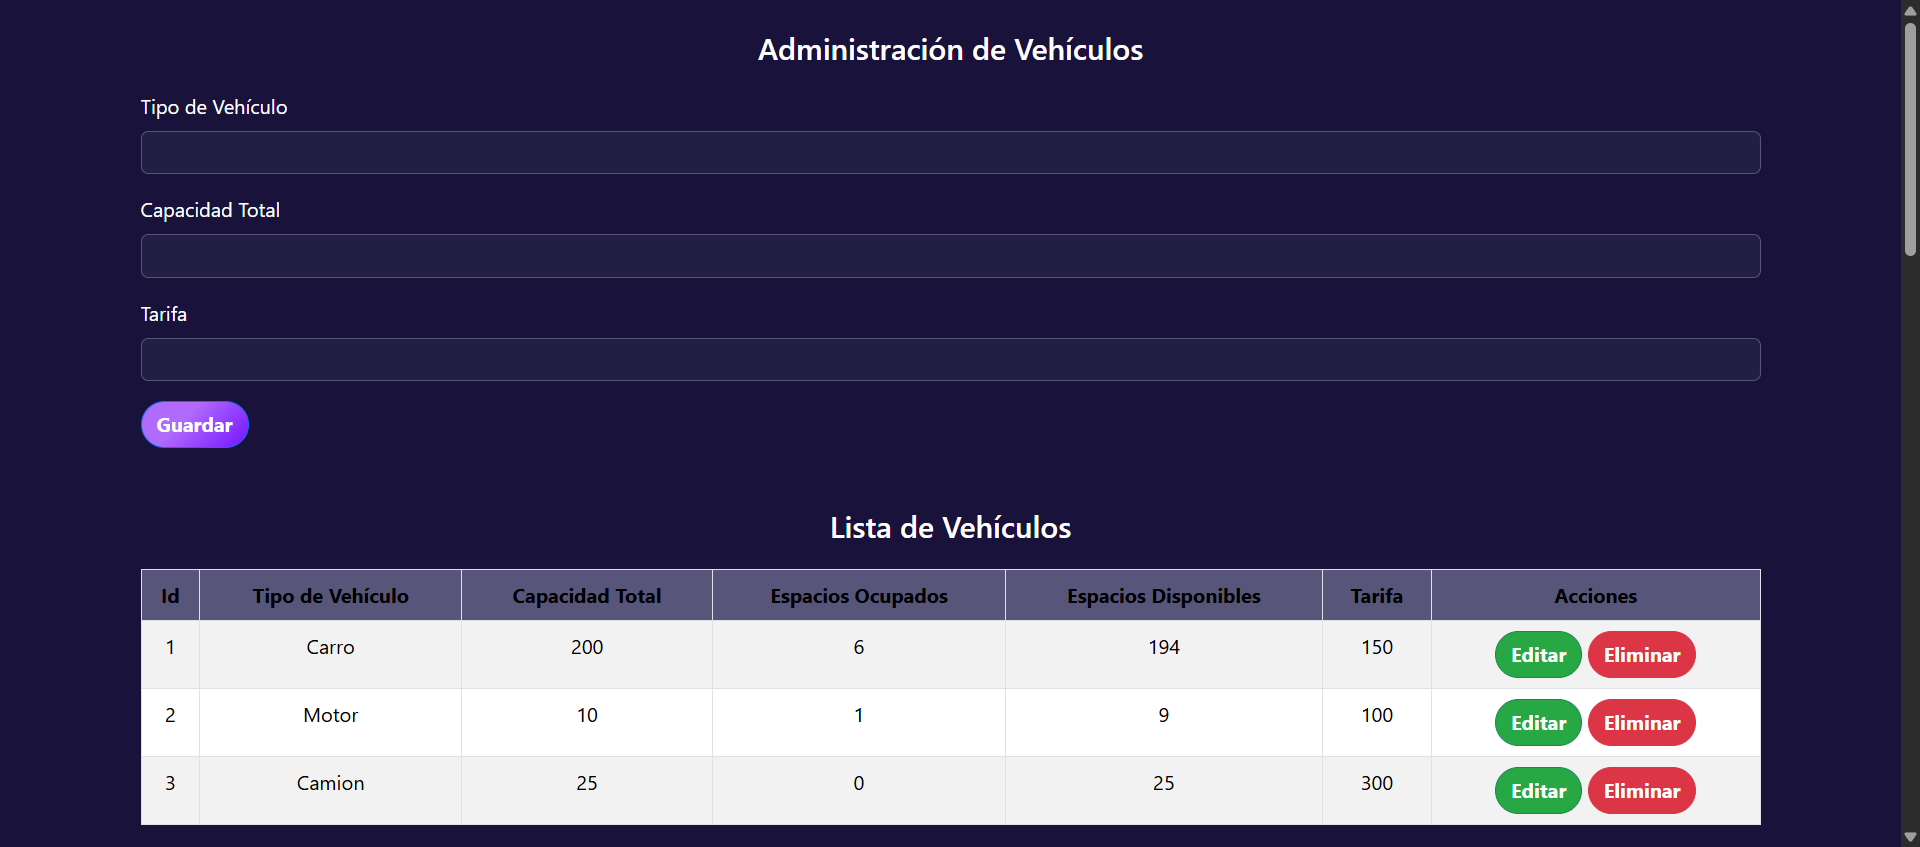 Administración de Vehículos
Tipo de Vehículo
Capacidad Total
Tarifa
Guardar
Lista de Vehículos
Id Tipo de Vehículo Capacidad Total Espacios Ocupados Espacios Disponibles Tarifa Acciones
1 Carro 200 6 194 150 Editar Eliminar
2 Motor 10 1 9 100 Editar Eliminar
3 Camion 25 0 25 300 Editar Eliminar